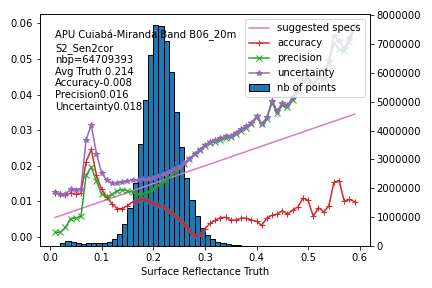 APU Cuiabá-Miranda Band B06_20m
S2_Sen2cor
nbp=64709393
Avg Truth 0.214
Accuracy-0.008
Precision0.016
Uncertainty0.018
suggested specs
accuracy
precision
uncertainty
nb of points
0.06
0.05
0.04
0.03
0.02
0.01
0.00
8000000
7000000
6000000
5000000
4000000
3000000
2000000
1000000
0
0.0 0.1 0.2 0.3 0.4 0.5 0.6
Surface Reflectance Truth